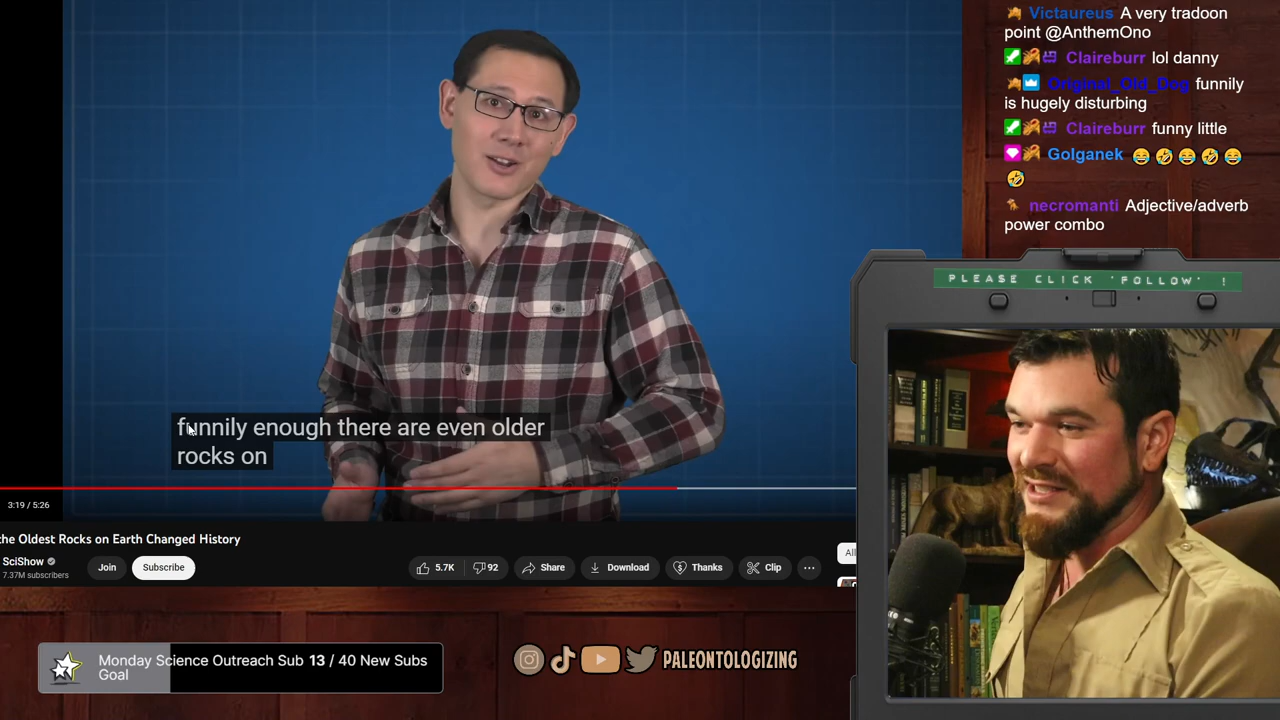 Victaureus A very tradoon
point @AnthemOno
Claireburr lol danny
Original_Old_Dog funnily
is hugely disturbing
Claireburr funny little
Golganek
necromanti Adjective/adverb
power combo
PLEASE CLICK 'FOLLOW' !
funnily enough there are even older
rocks on
3:19 / 5:26
the Oldest Rocks on Earth Changed History
SciShow
7.37M subscribers
Join
Subscribe
5.7K
92
Share
Download
Thanks
Clip
All
Monday Science Outreach Sub 13 / 40 New Subs
Goal
PALEONTOLOGIZING